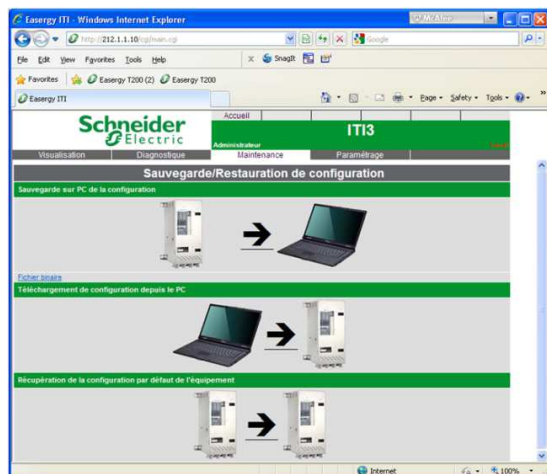 Easergy ITI - Windows Internet Explorer
McAfee
http://212.1.1.10/cgi/main.cgi
Google
File Edit View Favorites Tools Help
x SnagIt
Favorites Easergy T200 (2) Easergy T200
Easergy ITI
Page Safety Tools
Accueil
Schneider
Electric
ITI3
Administrateur
Visualisation Diagnostique Maintenance Paramétrage
Sauvegarde/Restauration de configuration
Sauvegarde sur PC de la configuration
Fichier binaire
Téléchargement de configuration depuis le PC
Récupération de la configuration par défaut de l'équipement
Internet
100%